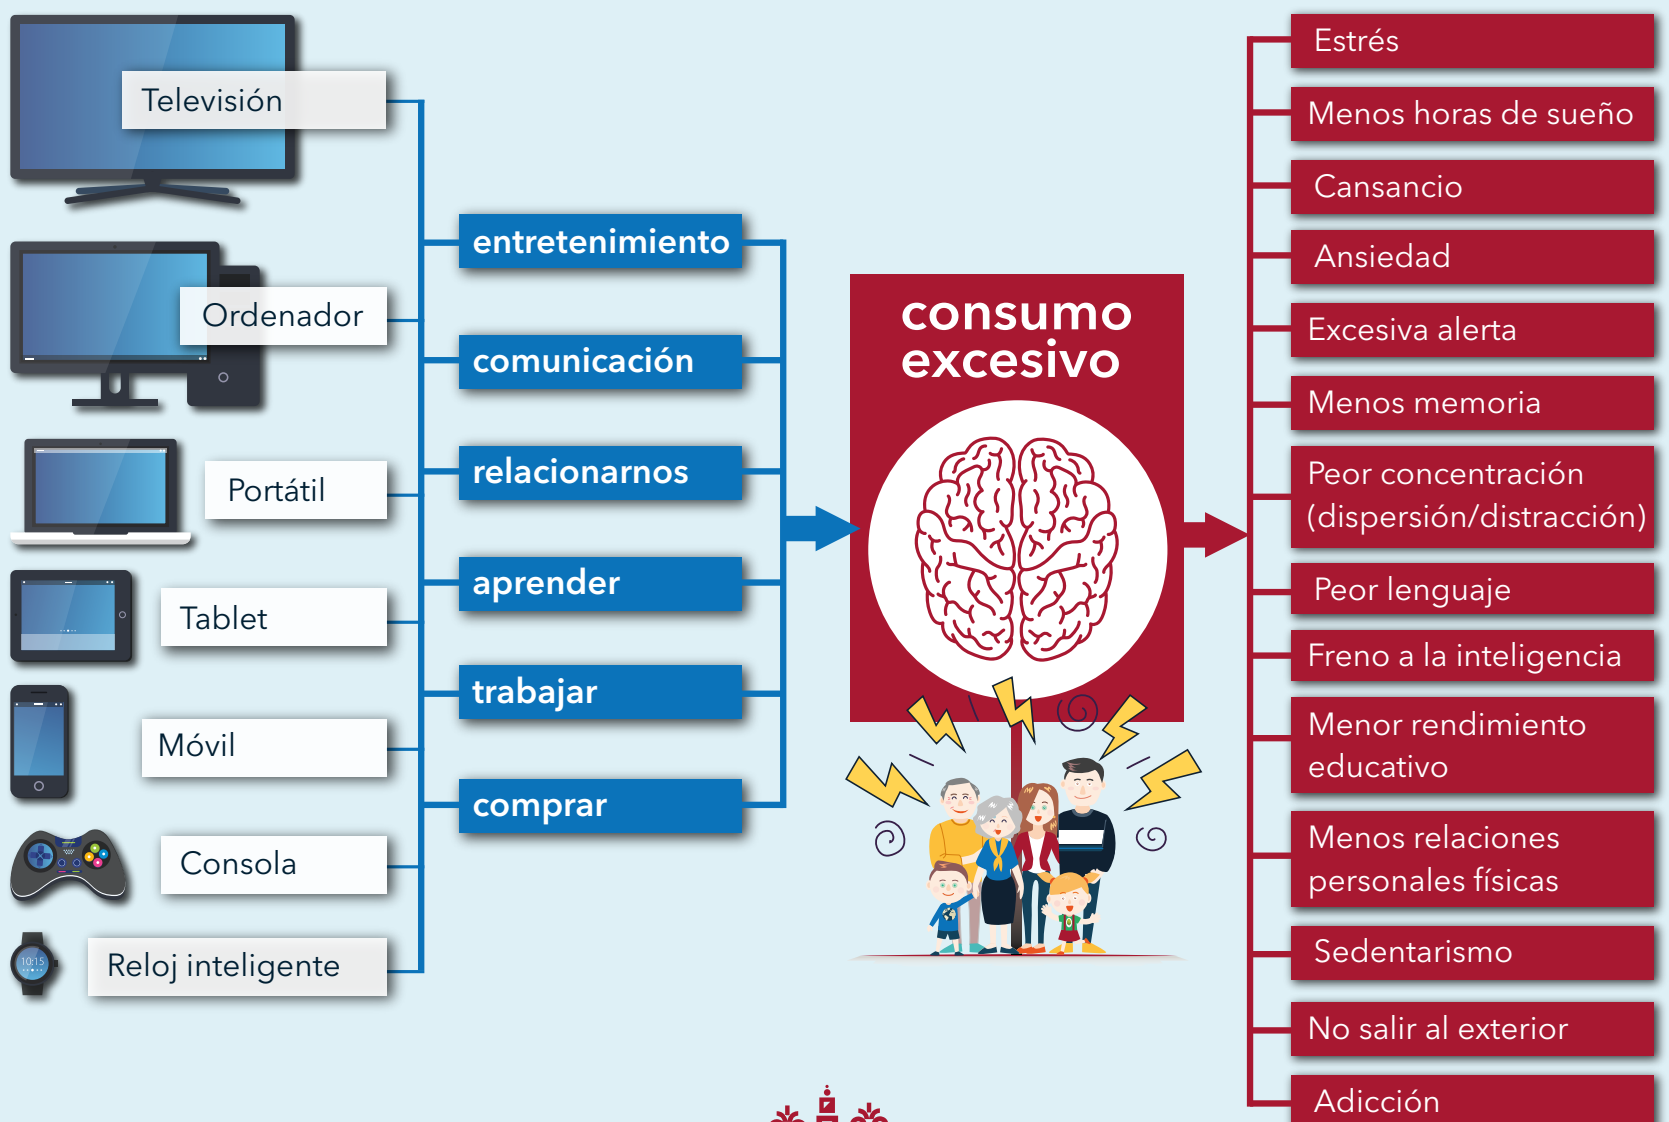 Televisión
Ordenador
Portátil
Tablet
Móvil
Consola
10:15
Reloj inteligente
entretenimiento
comunicación
relacionarnos
aprender
trabajar
comprar
consumo
excesivo
Estrés
Menos horas de sueño
Cansancio
Ansiedad
Excesiva alerta
Menos memoria
Peor concentración
(dispersión/distracción)
Peor lenguaje
Freno a la inteligencia
Menor rendimiento
educativo
Menos relaciones
personales físicas
Sedentarismo
No salir al exterior
Adicción